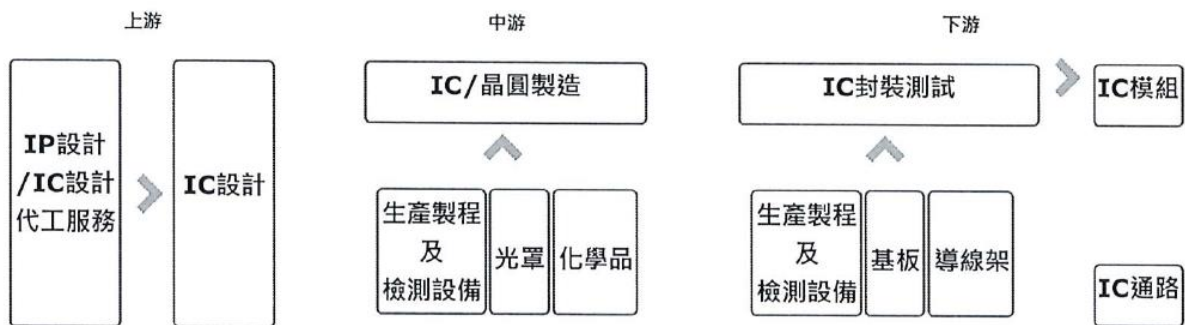 上游
中游
下游
IP設計
/IC設計
代工服務
IC設計
IC/晶圓製造
生產製程
及
檢測設備
光罩
化學品
IC封裝測試
生產製程
及
檢測設備
基板
導線架
IC模組
IC通路